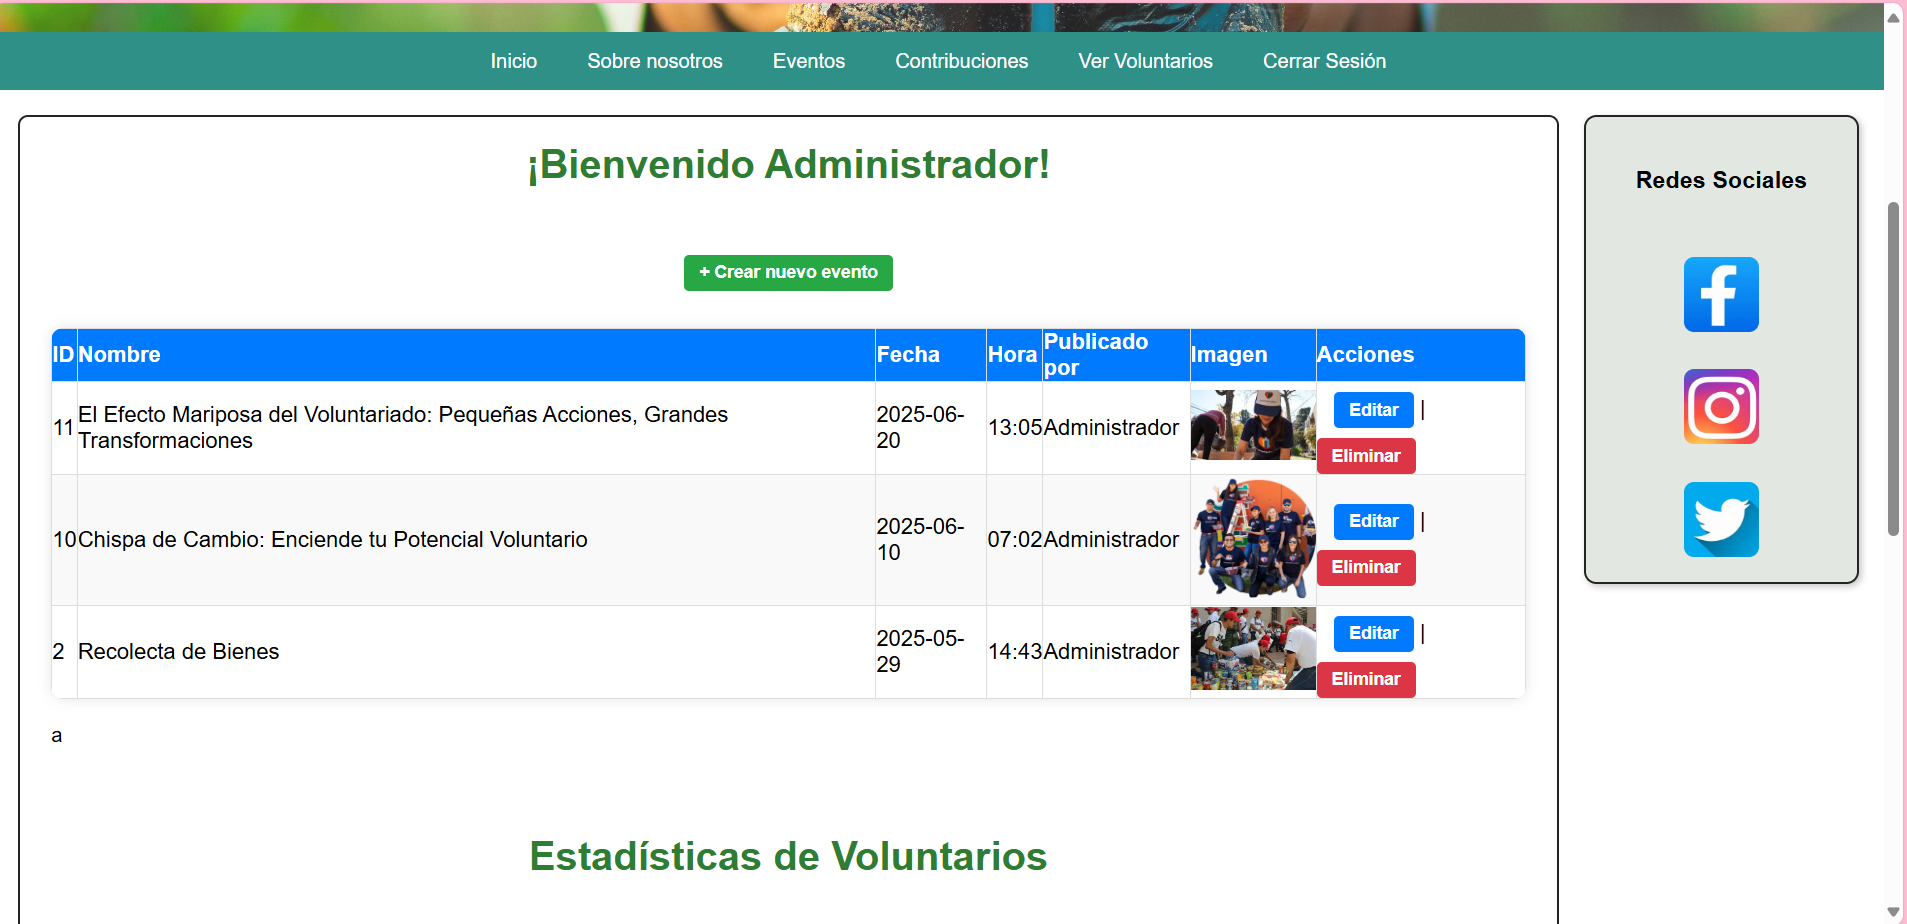 Inicio Sobre nosotros Eventos Contribuciones Ver Voluntarios Cerrar Sesión
¡Bienvenido Administrador!
+ Crear nuevo evento
ID Nombre Fecha Hora Publicado por Imagen Acciones
11 El Efecto Mariposa del Voluntariado: Pequeñas Acciones, Grandes Transformaciones 2025-06-20 13:05 Administrador Editar | Eliminar
10 Chispa de Cambio: Enciende tu Potencial Voluntario 2025-06-10 07:02 Administrador Editar | Eliminar
2 Recolecta de Bienes 2025-05-29 14:43 Administrador Editar | Eliminar
a
Estadísticas de Voluntarios
Redes Sociales